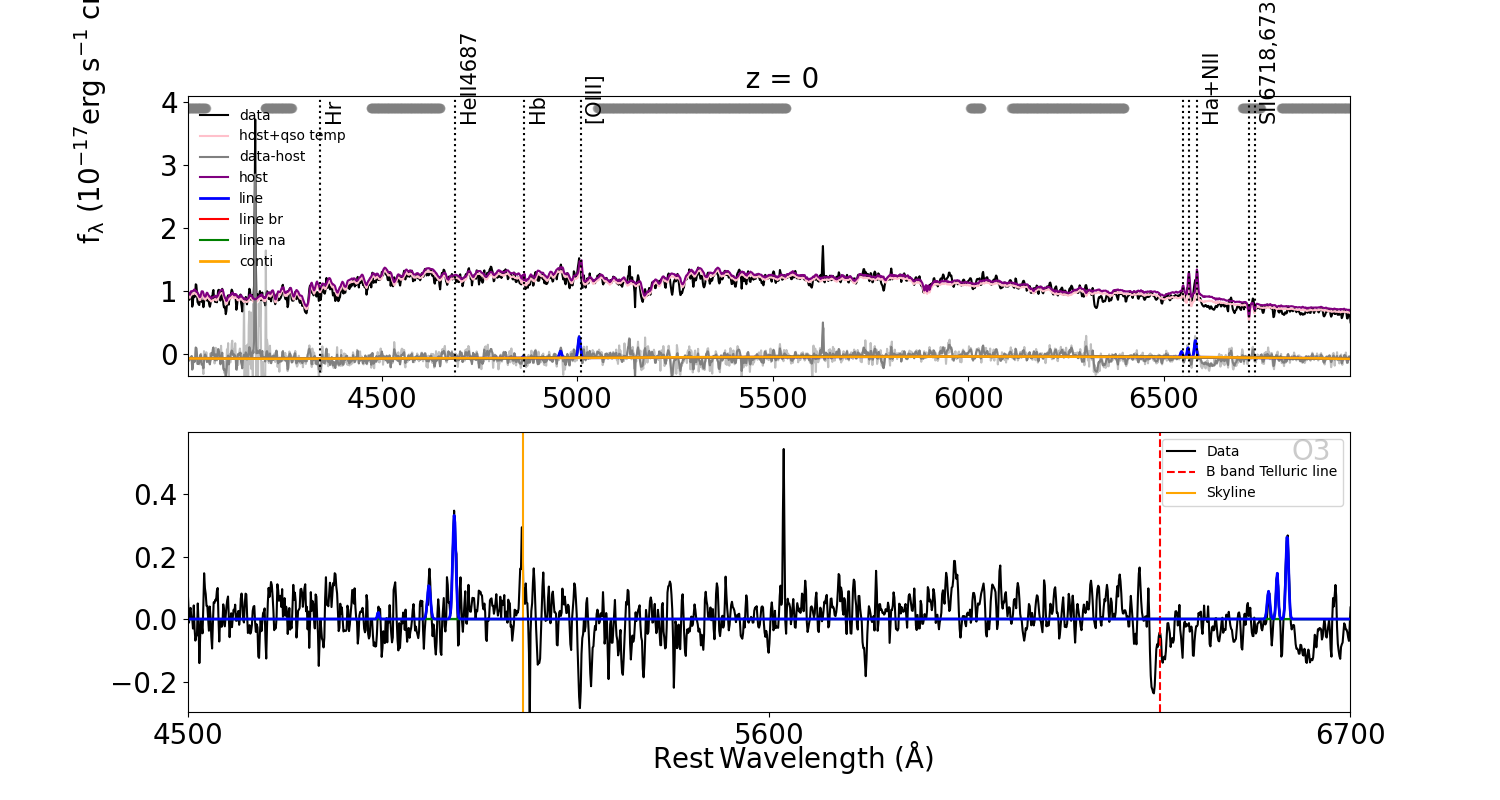 z = 0
Hr
HeII4687
Hb
[OIII]
Ha+NII
SII6718,673
f_λ (10^{-17}erg s^{-1}
4
3
2
1
0
data
host+qso temp
data-host
host
line
line br
line na
conti
4500 5000 5500 6000 6500
O3
Data
B band Telluric line
Skyline
0.4
0.2
0.0
−0.2
4500 5600 6700
Rest Wavelength (Å)